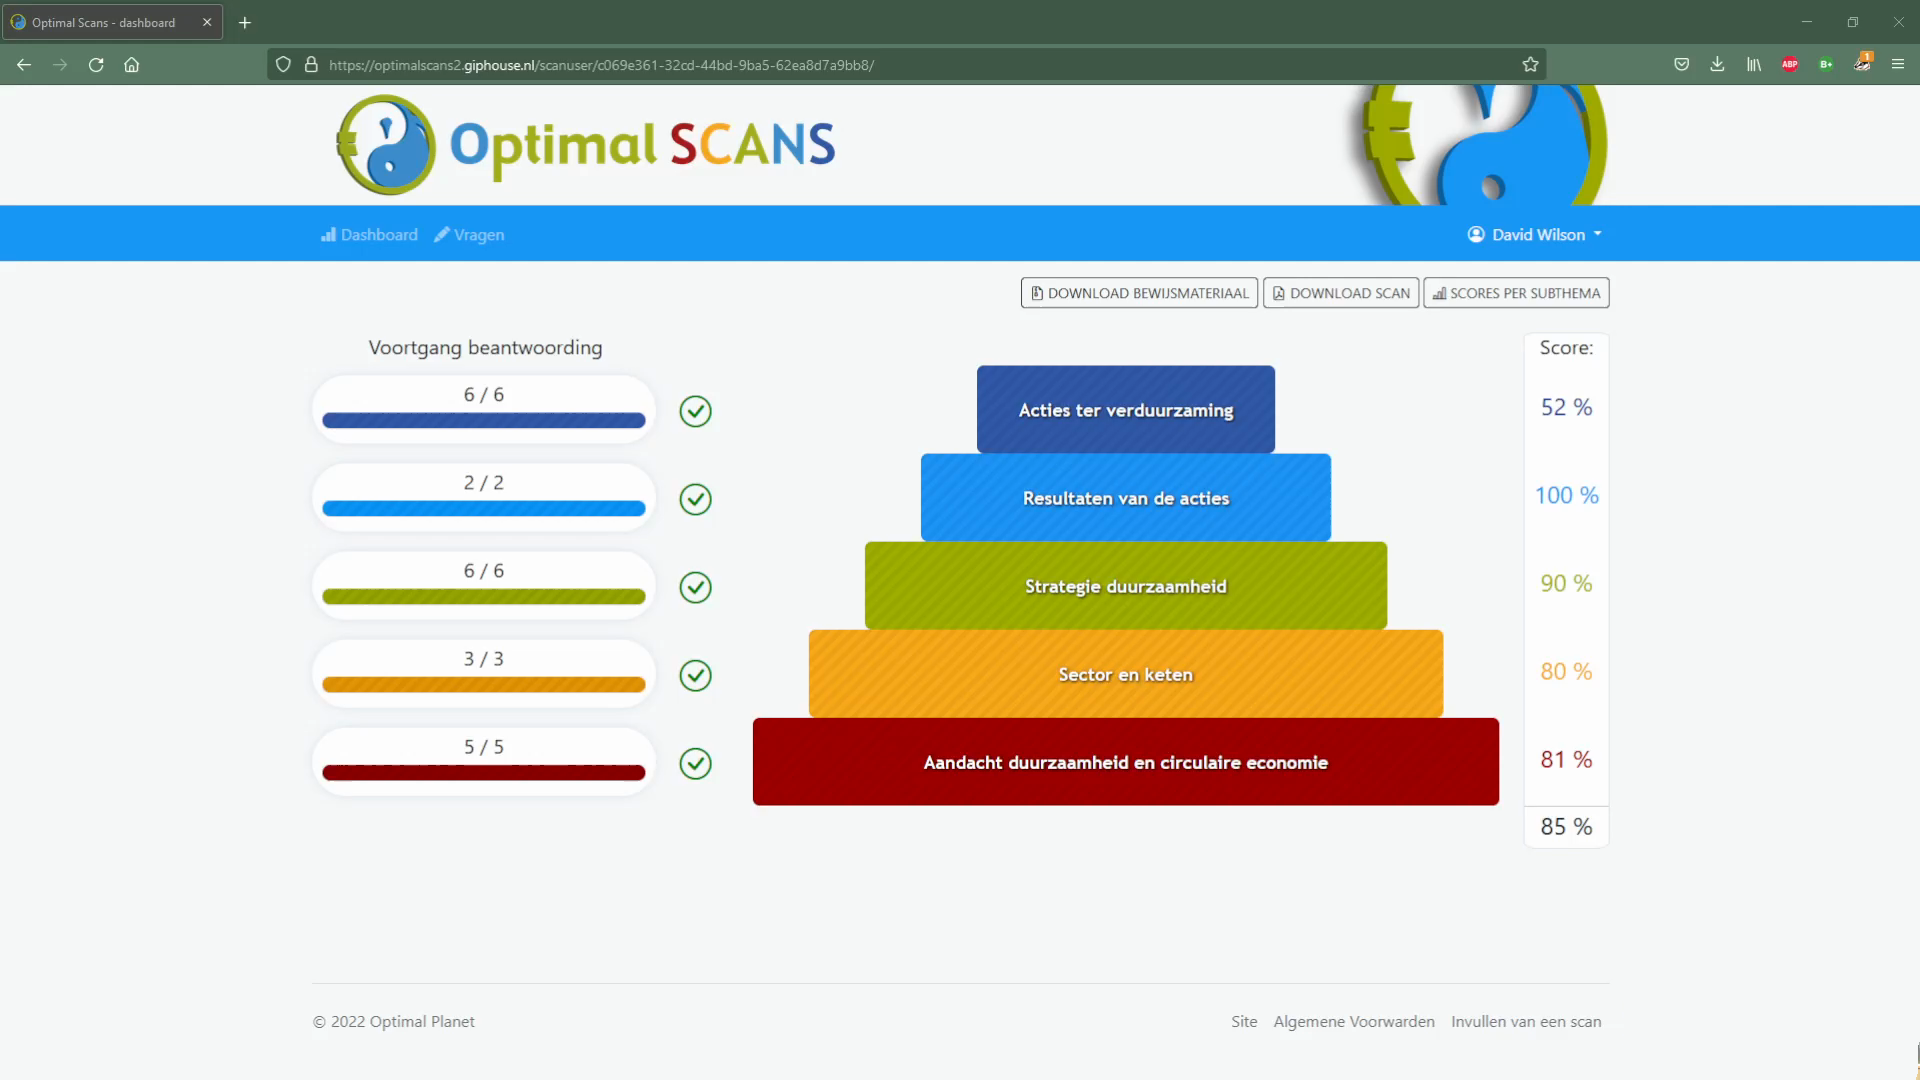 Optimal Scans - dashboard
https://optimalscans2.giphouse.nl/scanuser/c069e361-32cd-44bd-9ba5-62ea8d7a9bb8/
ABP
B+
1
Optimal SCANS
Dashboard Vragen
David Wilson
DOWNLOAD BEWIJSMATERIAAL
DOWNLOAD SCAN
SCORES PER SUBTHEMA
Voortgang beantwoording
Score:
6 / 6
Acties ter verduurzaming
52 %
2 / 2
Resultaten van de acties
100 %
6 / 6
Strategie duurzaamheid
90 %
3 / 3
Sector en keten
80 %
5 / 5
Aandacht duurzaamheid en circulaire economie
81 %
85 %
© 2022 Optimal Planet
Site Algemene Voorwarden Invullen van een scan